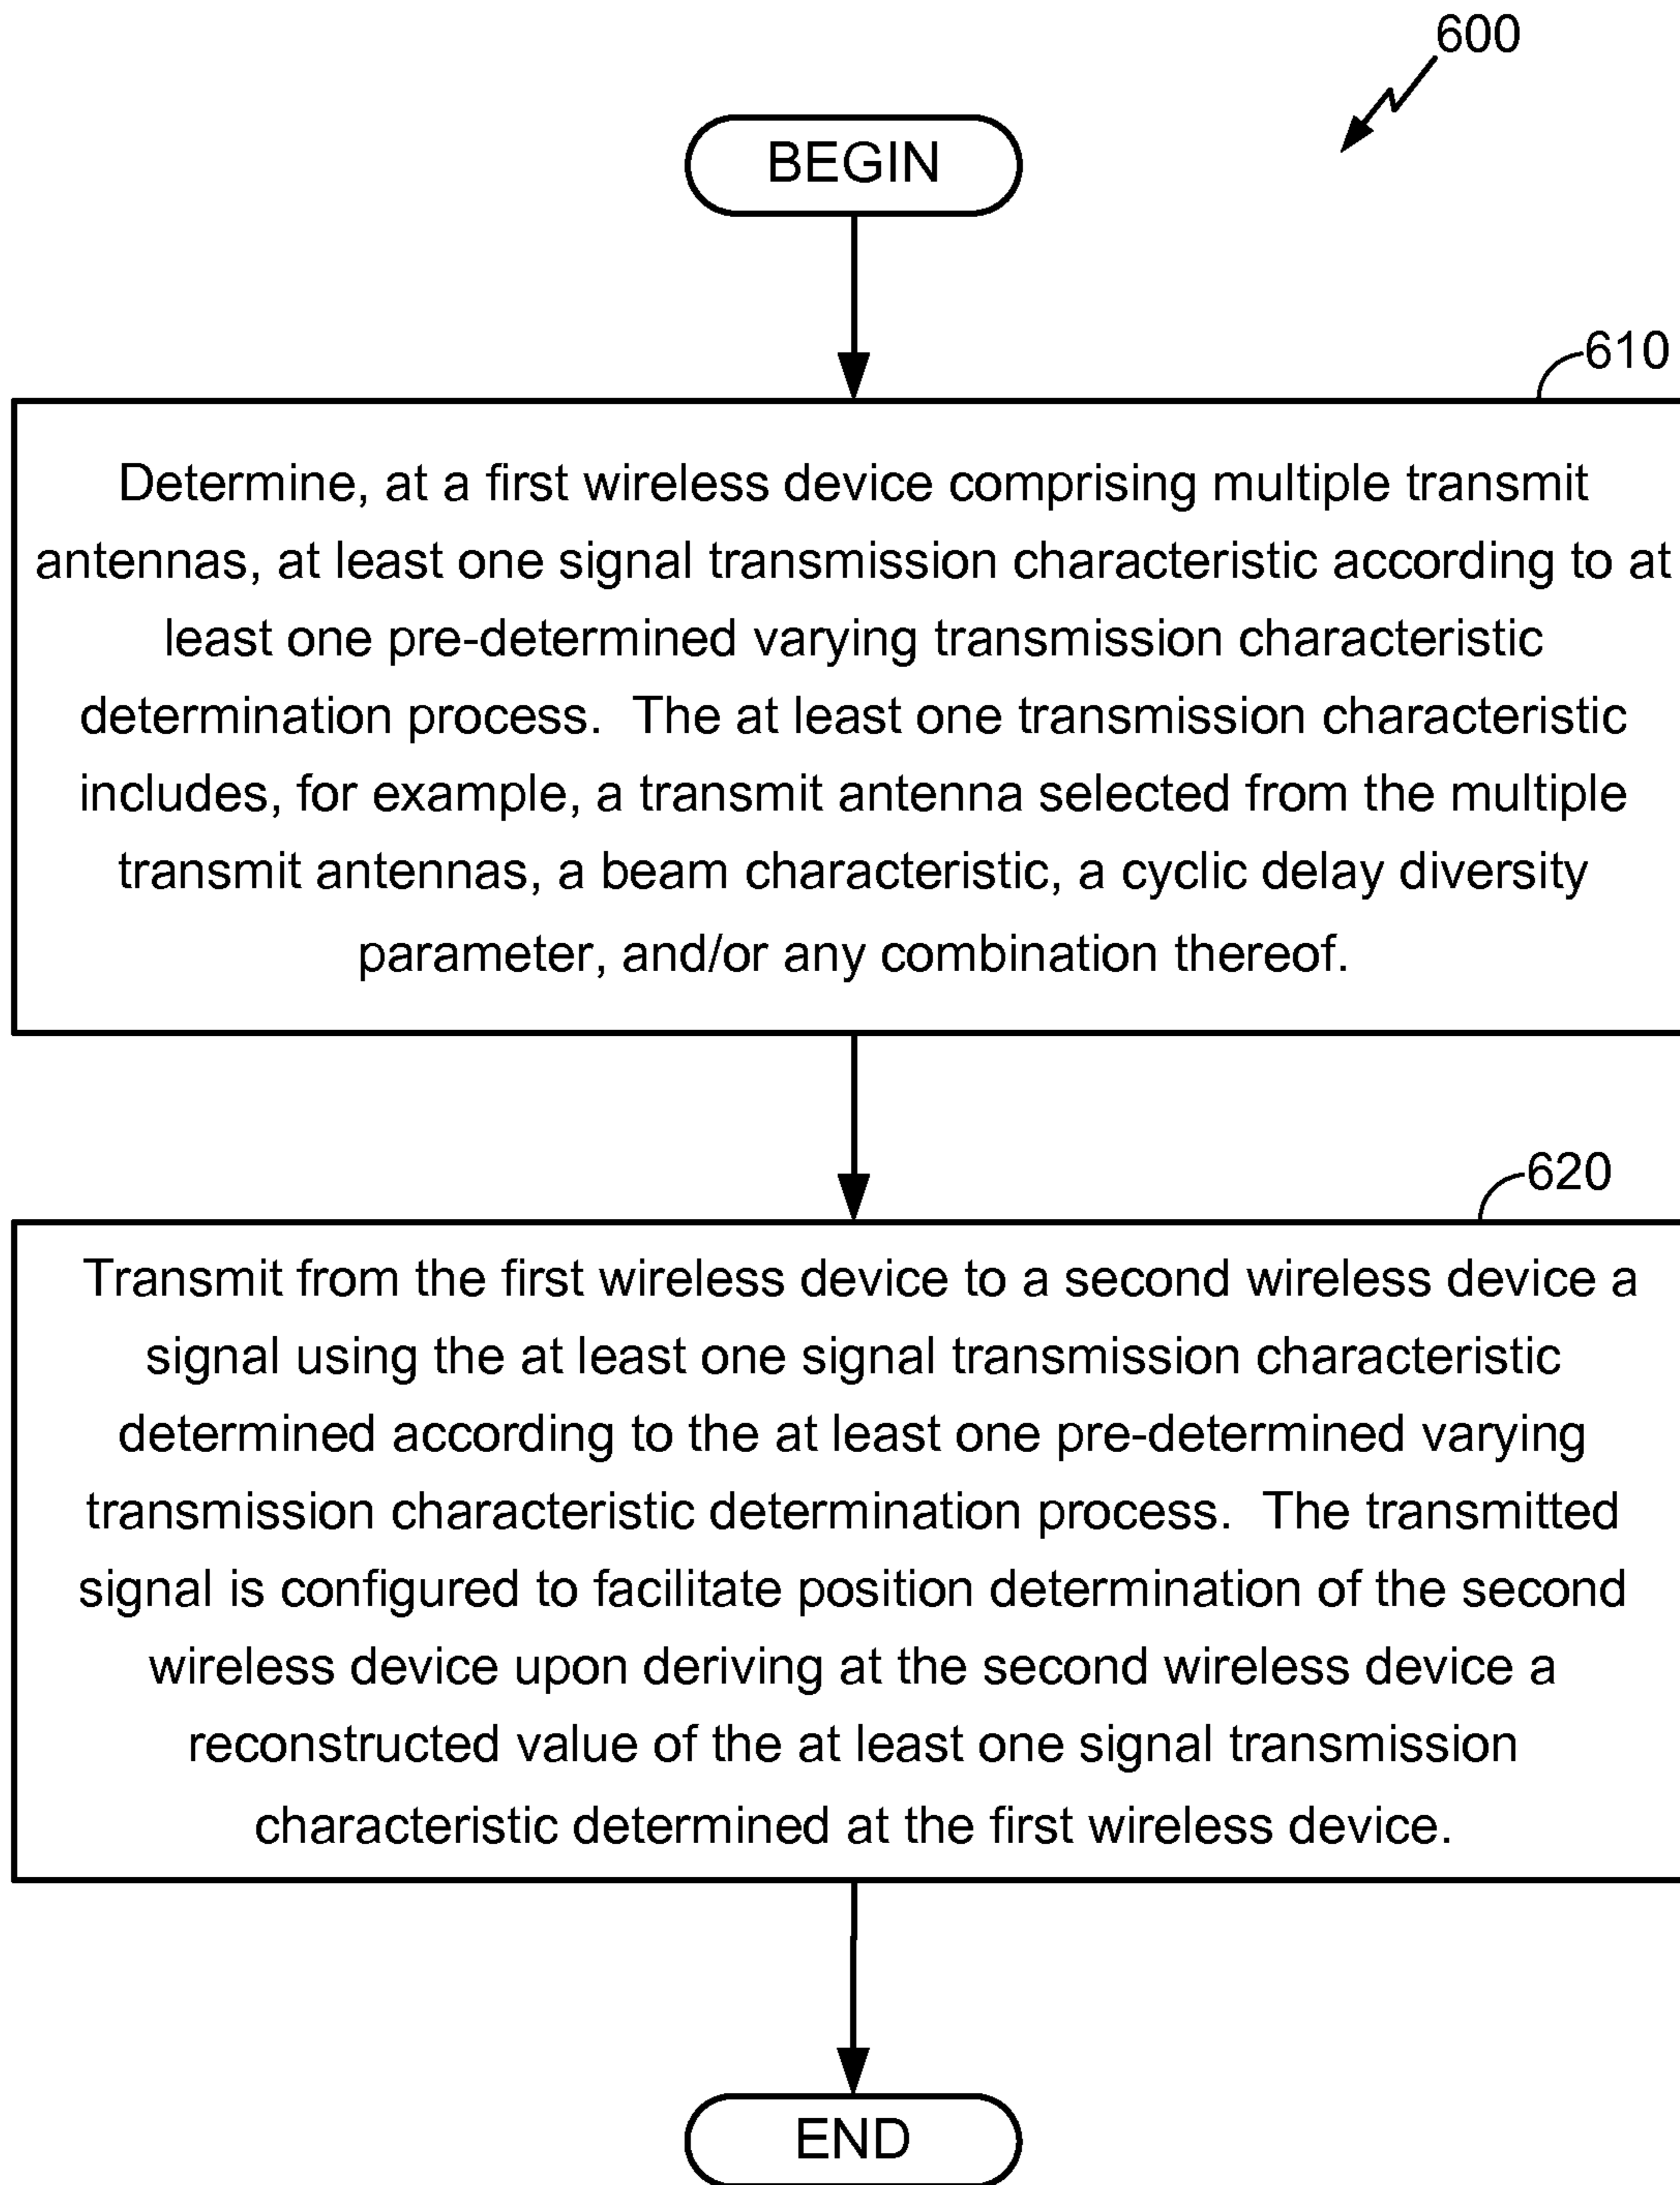 600
BEGIN
610
Determine, at a first wireless device comprising multiple transmit
antennas, at least one signal transmission characteristic according to at
least one pre-determined varying transmission characteristic
determination process.  The at least one transmission characteristic
includes, for example, a transmit antenna selected from the multiple
transmit antennas, a beam characteristic, a cyclic delay diversity
parameter, and/or any combination thereof.
620
Transmit from the first wireless device to a second wireless device a
signal using the at least one signal transmission characteristic
determined according to the at least one pre-determined varying
transmission characteristic determination process.  The transmitted
signal is configured to facilitate position determination of the second
wireless device upon deriving at the second wireless device a
reconstructed value of the at least one signal transmission
characteristic determined at the first wireless device.
END